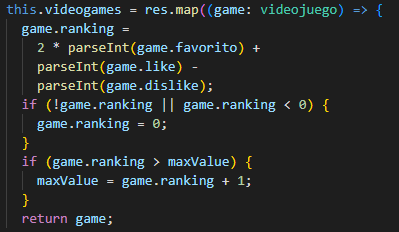 this.videogames = res.map((game: videojuego) => {
  game.ranking =
    2 * parseInt(game.favorito) +
    parseInt(game.like) -
    parseInt(game.dislike);
  if (!game.ranking || game.ranking < 0) {
    game.ranking = 0;
  }
  if (game.ranking > maxValue) {
    maxValue = game.ranking + 1;
  }
  return game;